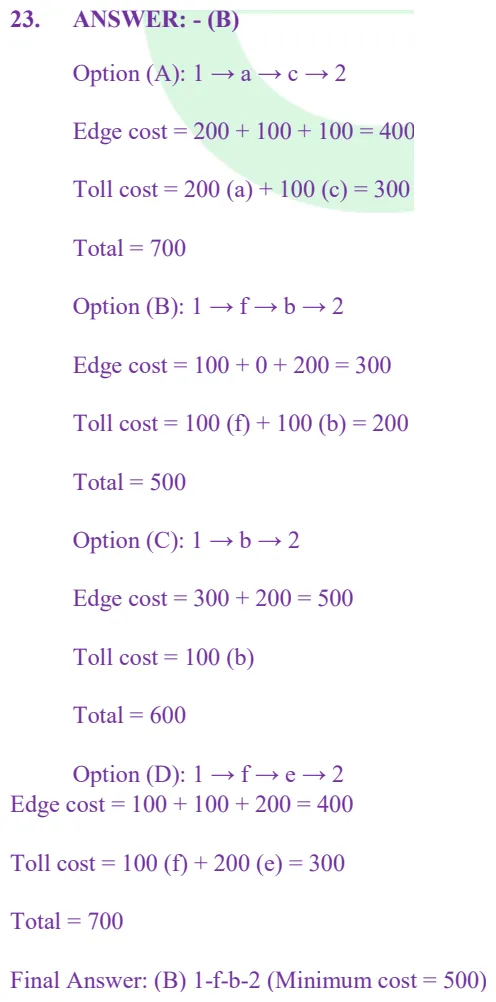 23. ANSWER: - (B)
Option (A): 1 → a → c → 2
Edge cost = 200 + 100 + 100 = 400
Toll cost = 200 (a) + 100 (c) = 300
Total = 700
Option (B): 1 → f → b → 2
Edge cost = 100 + 0 + 200 = 300
Toll cost = 100 (f) + 100 (b) = 200
Total = 500
Option (C): 1 → b → 2
Edge cost = 300 + 200 = 500
Toll cost = 100 (b)
Total = 600
Option (D): 1 → f → e → 2
Edge cost = 100 + 100 + 200 = 400
Toll cost = 100 (f) + 200 (e) = 300
Total = 700
Final Answer: (B) 1-f-b-2 (Minimum cost = 500)